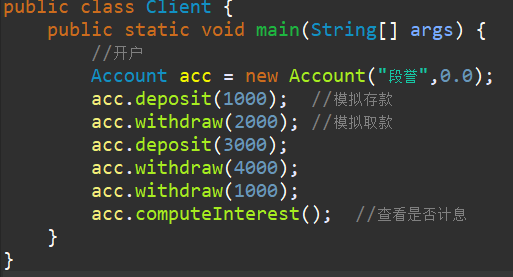 public class Client {
public static void main(String[] args) {
//开户
Account acc = new Account("段誉",0.0);
acc.deposit(1000); //模拟存款
acc.withdraw(2000); //模拟取款
acc.deposit(3000);
acc.withdraw(4000);
acc.withdraw(1000);
acc.computeInterest(); //查看是否计息
}
}